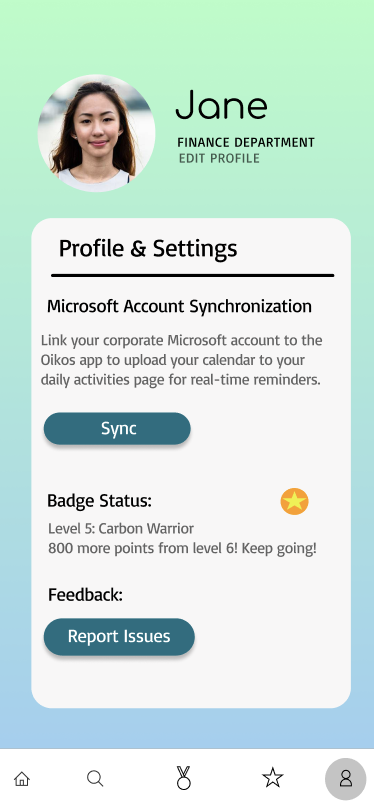 Jane
FINANCE DEPARTMENT
EDIT PROFILE
Profile & Settings
Microsoft Account Synchronization
Link your corporate Microsoft account to the
Oikos app to upload your calendar to your
daily activities page for real-time reminders.
Sync
Badge Status:
Level 5: Carbon Warrior
800 more points from level 6! Keep going!
Feedback:
Report Issues